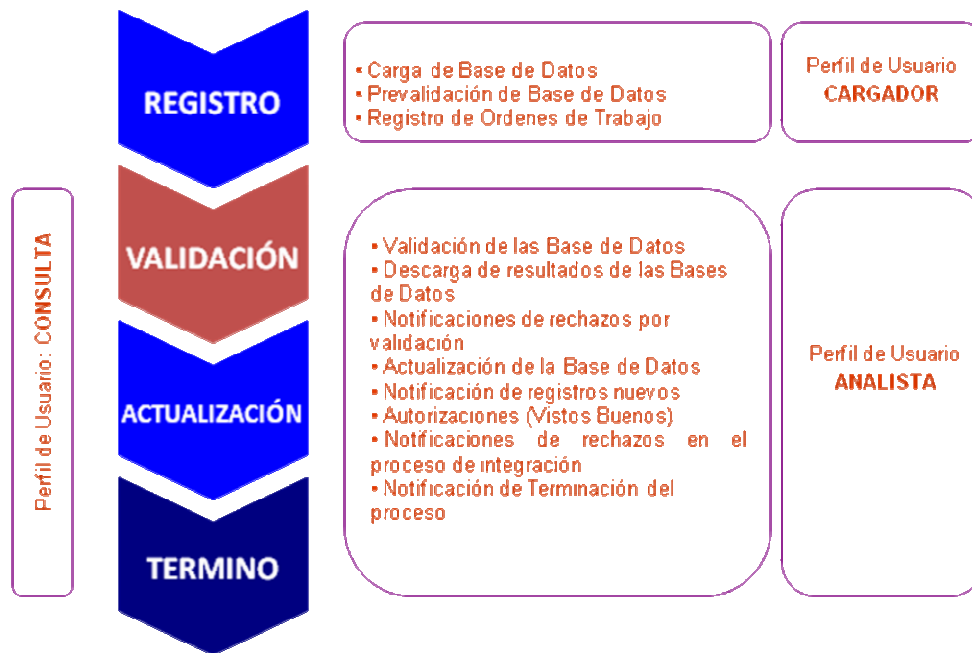 REGISTRO
• Carga de Base de Datos
• Prevalidación de Base de Datos
• Registro de Ordenes de Trabajo
Perfil de Usuario
CARGADOR
Perfil de Usuario: CONSULTA
VALIDACIÓN
ACTUALIZACIÓN
TERMINO
• Validación de las Base de Datos
• Descarga de resultados de las Bases
de Datos
• Notificaciones de rechazos por
validación
• Actualización de la Base de Datos
• Notificación de registros nuevos
• Autorizaciones (Vistos Buenos)
• Notificaciones de rechazos en el
proceso de integración
• Notificación de Terminación del
proceso
Perfil de Usuario
ANALISTA